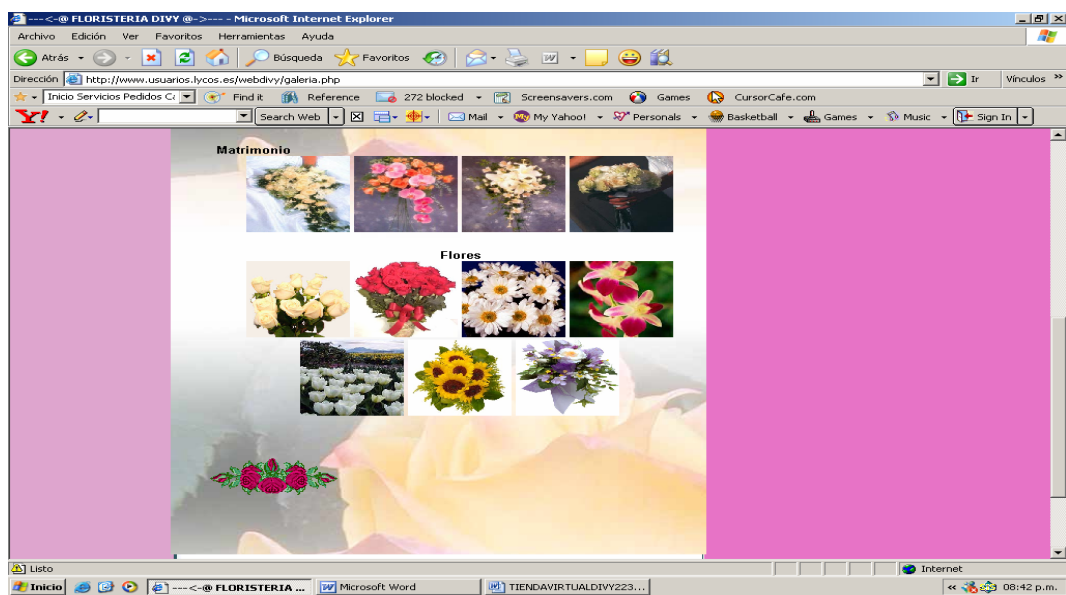 ---<-@ FLORISTERIA DIVY @->--- - Microsoft Internet Explorer
Archivo Edición Ver Favoritos Herramientas Ayuda
Atrás Búsqueda Favoritos
Dirección http://www.usuarios.lycos.es/webdivy/galeria.php Ir Vínculos »
Inicio Servicios Pedidos Find it Reference 272 blocked Screensavers.com Games CursorCafe.com
Y! Search Web Mail My Yahoo! Personals Basketball Games Music Sign In
Matrimonio
Flores
Listo Internet
Inicio ---<-@ FLORISTERIA ... Microsoft Word TIENDAVIRTUALDIVY223... « 08:42 p.m.